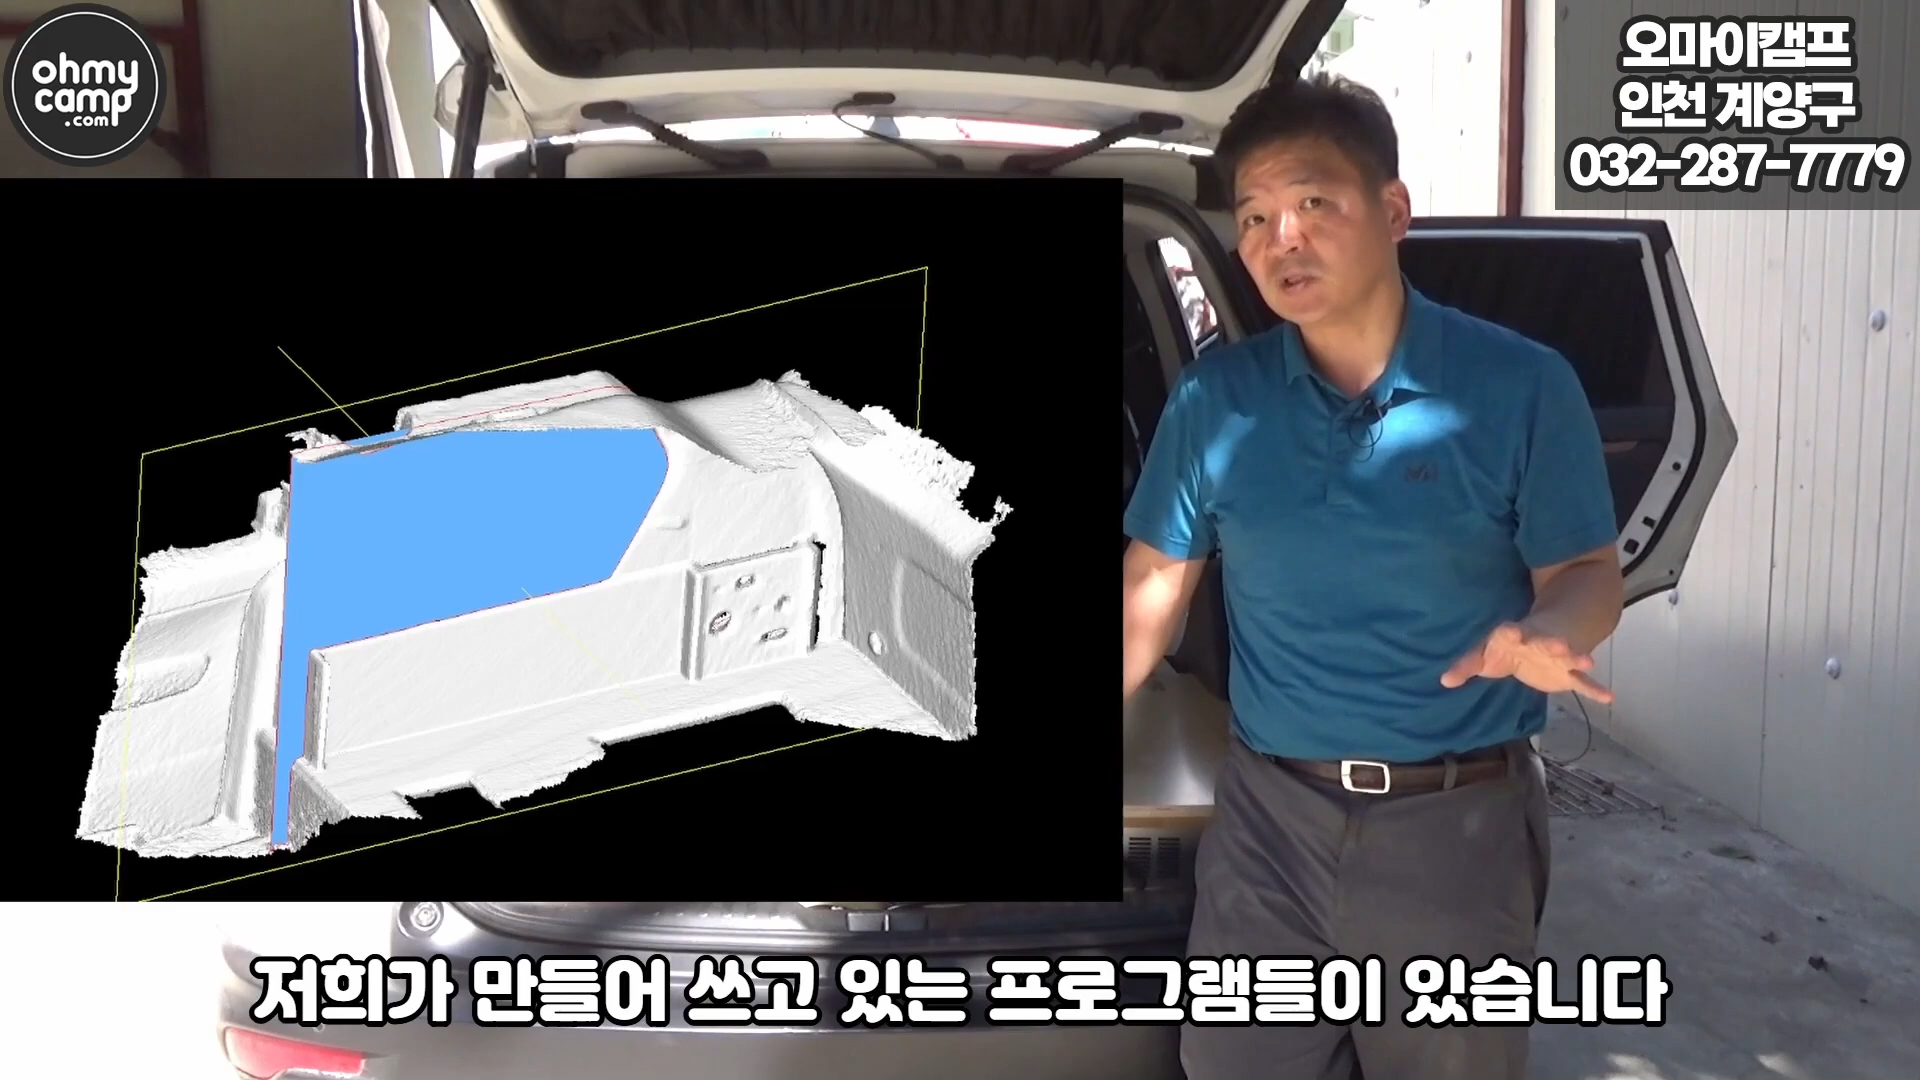 ohmy
camp
.com
오마이캠프
인천 계양구
032-287-7779
저희가 만들어 쓰고 있는 프로그램들이 있습니다